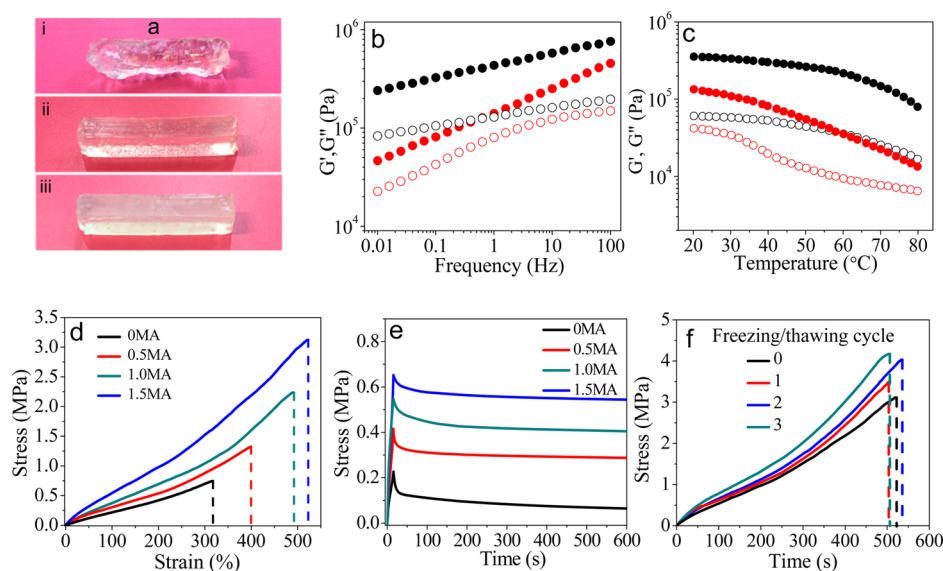 a
i
ii
iii
b
G',G'' (Pa)
10^6
10^5
10^4
0.01 0.1 1 10 100
Frequency (Hz)
c
G', G'' (Pa)
10^6
10^5
10^4
20 30 40 50 60 70 80
Temperature (°C)
d
0MA
0.5MA
1.0MA
1.5MA
Stress (MPa)
3.5
3.0
2.5
2.0
1.5
1.0
0.5
0.0
0 100 200 300 400 500
Strain (%)
e
0MA
0.5MA
1.0MA
1.5MA
Stress (MPa)
0.8
0.6
0.4
0.2
0.0
0 100 200 300 400 500 600
Time (s)
f
Freezing/thawing cycle
0
1
2
3
Stress (MPa)
5
4
3
2
1
0
0 100 200 300 400 500 600
Time (s)